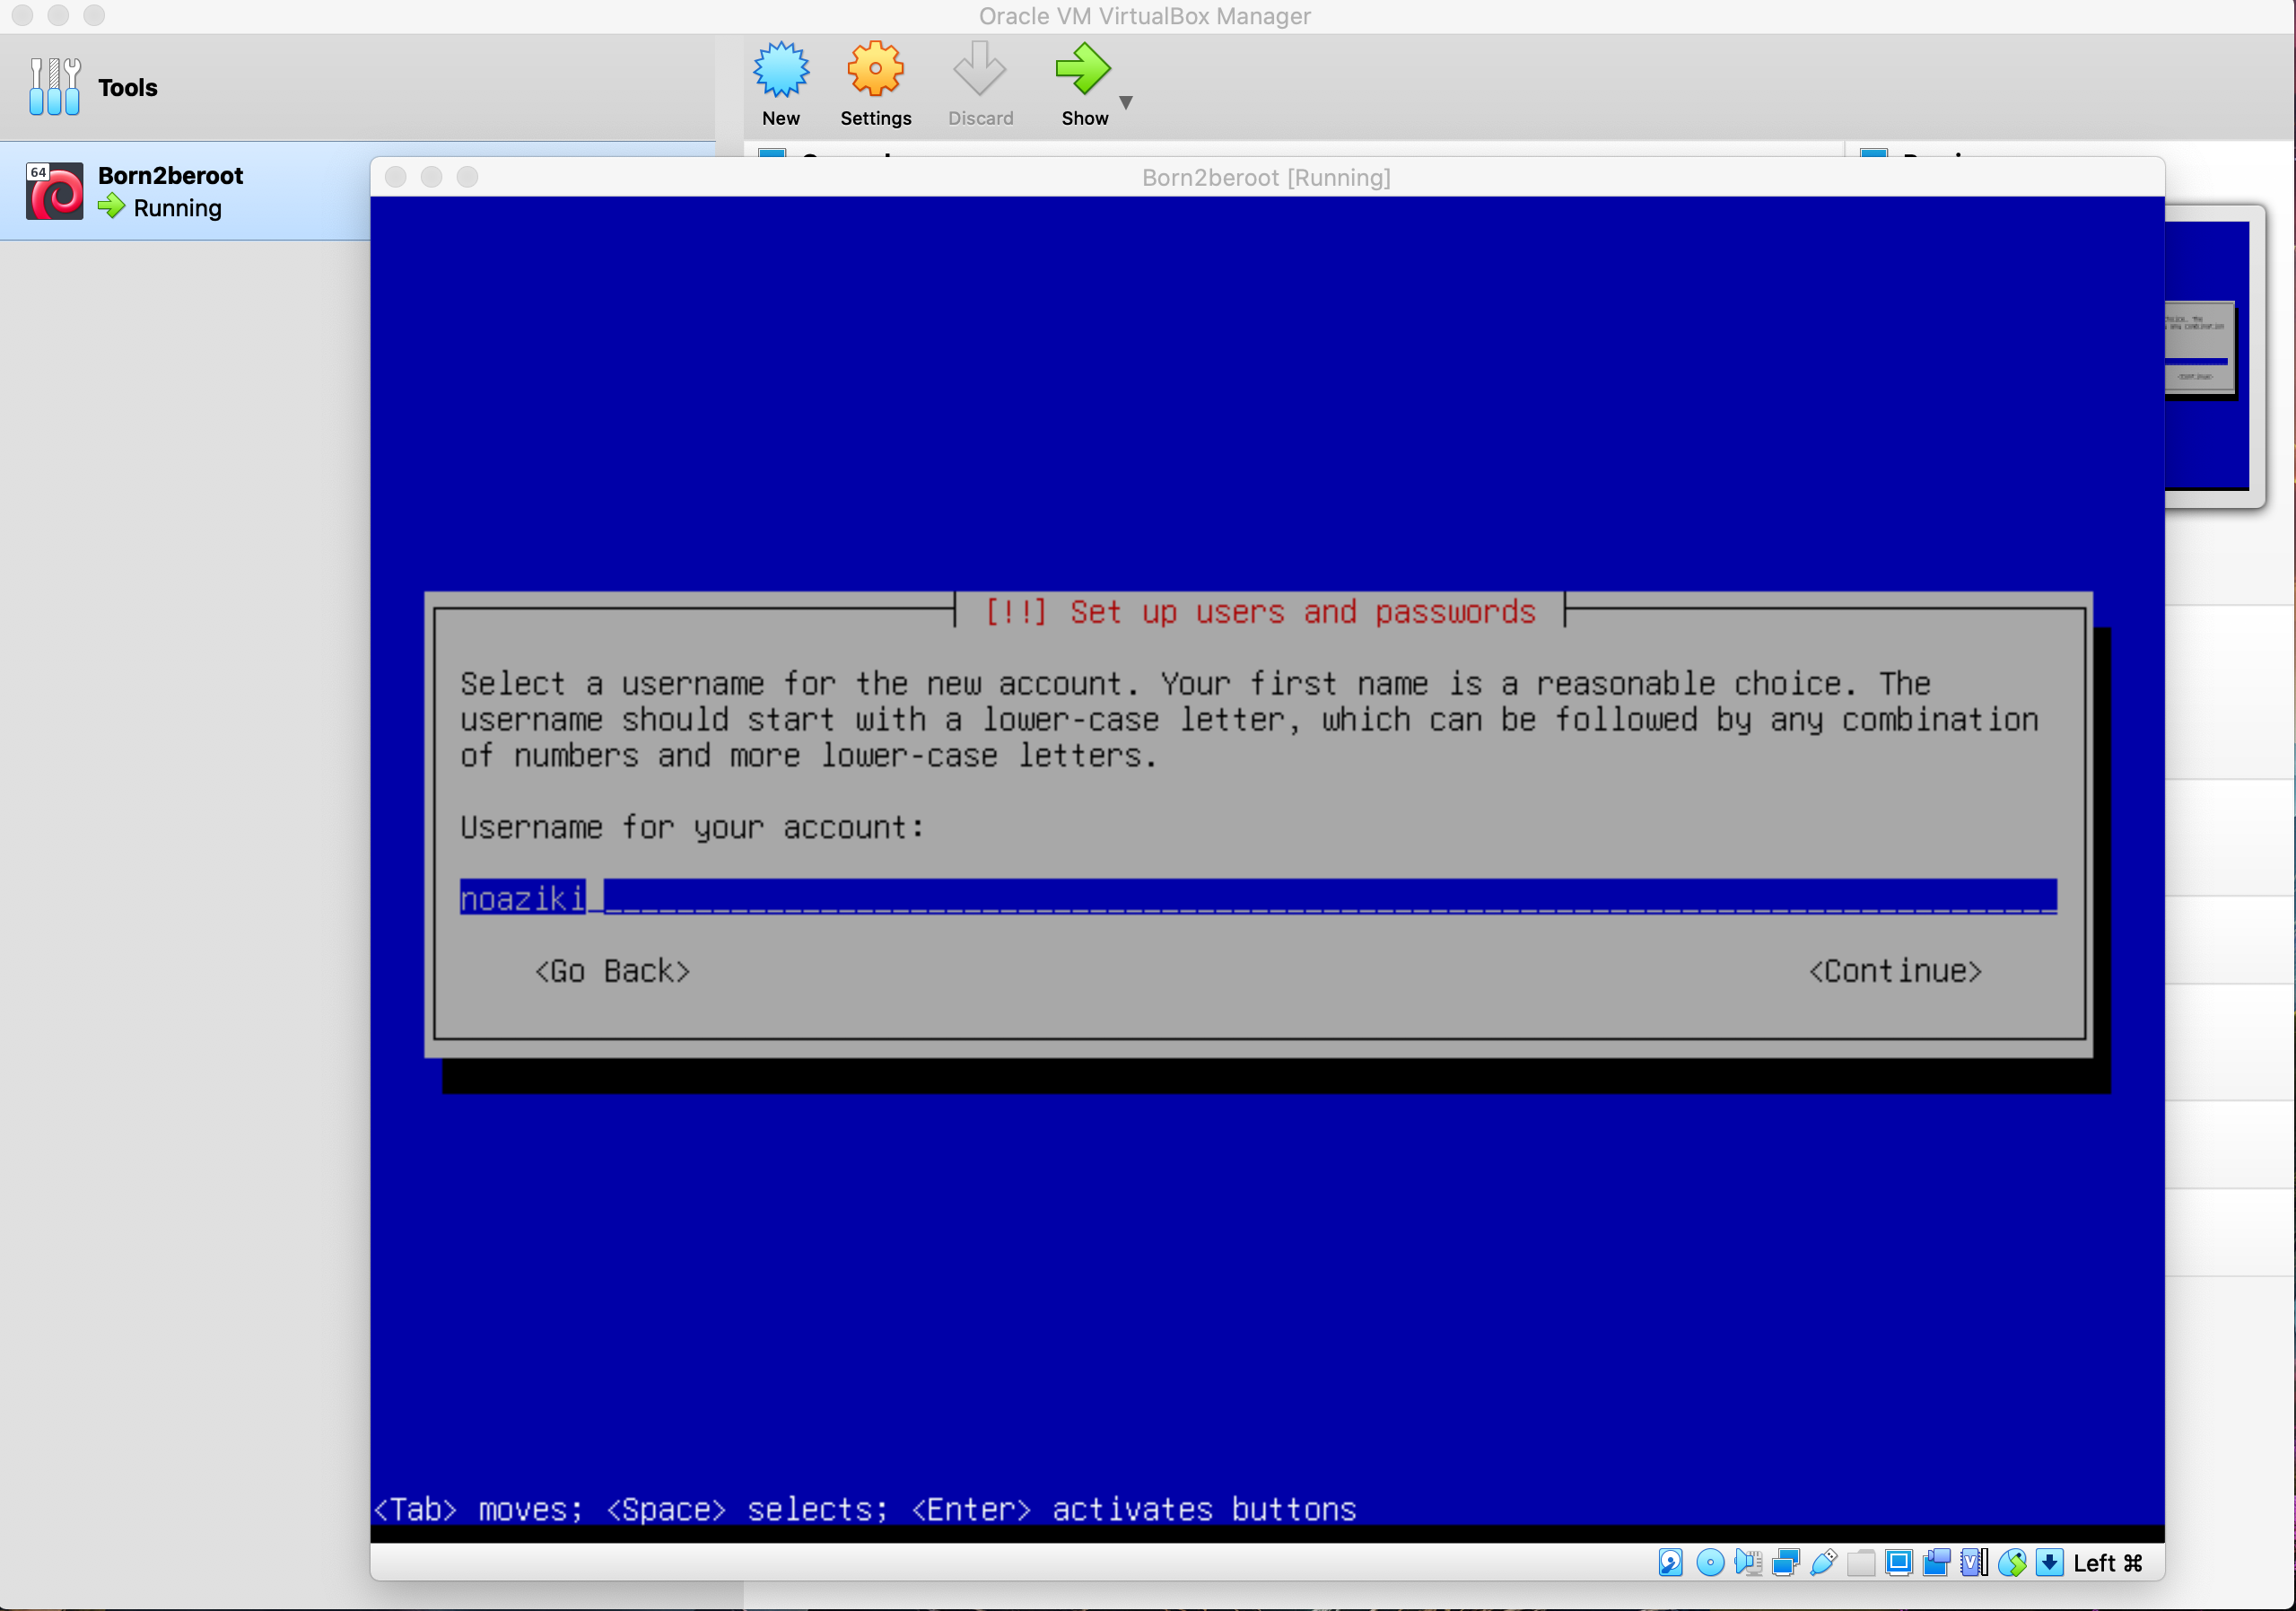 Oracle VM VirtualBox Manager
Tools
New
Settings
Discard
Show
64
Born2beroot
Running
Born2beroot [Running]
[!!] Set up users and passwords
Select a username for the new account. Your first name is a reasonable choice. The
username should start with a lower-case letter, which can be followed by any combination
of numbers and more lower-case letters.
Username for your account:
noaziki
<Go Back>
<Continue>
<Tab> moves; <Space> selects; <Enter> activates buttons
Left ⌘